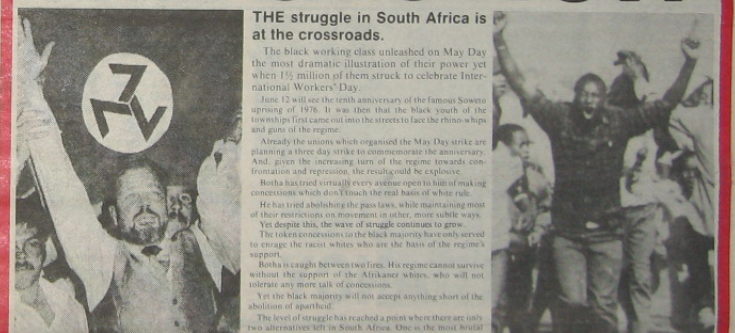 THE struggle in South Africa is
at the crossroads.
The black working class unleashed on May Day
the most dramatic illustration of their power yet
when 1½ million of them struck to celebrate Inter-
national Workers' Day.
June 12 will see the tenth anniversary of the famous Soweto
uprising of 1976. It was then that the black youth of the
townships first came out into the streets to face the rhino-whips
and guns of the regime.
Already the unions which organised the May Day strike are
planning a three day strike to commemorate the anniversary.
And, given the increasing turn of the regime towards con-
frontation and repression, the result could be explosive.
Botha has tried virtually every avenue open to him of making
concessions which don't touch the real basis of white rule.
He has tried abolishing the pass laws, while maintaining most
of their restrictions on movement in other, more subtle ways.
Yet despite this, the wave of struggle continues to grow.
The token concessions to the black majority have only served
to enrage the racist whites who are the basis of the regime's
support.
Botha is caught between two fires. His regime cannot survive
without the support of the Afrikaner whites, who will not
tolerate any more talk of concessions.
Yet the black majority will not accept anything short of the
abolition of apartheid.
The level of struggle has reached a point where there are only
two alternatives left in South Africa. One is the most brutal